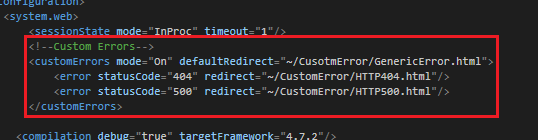 <configuration>
<system.web>
<sessionState mode="InProc" timeout="1"/>
<!--Custom Errors-->
<customErrors mode="On" defaultRedirect="~/CusotmError/GenericError.html">
<error statusCode="404" redirect="~/CustomError/HTTP404.html"/>
<error statusCode="500" redirect="~/CustomError/HTTP500.html"/>
</customErrors>
<compilation debug="true" targetFramework="4.7.2"/>